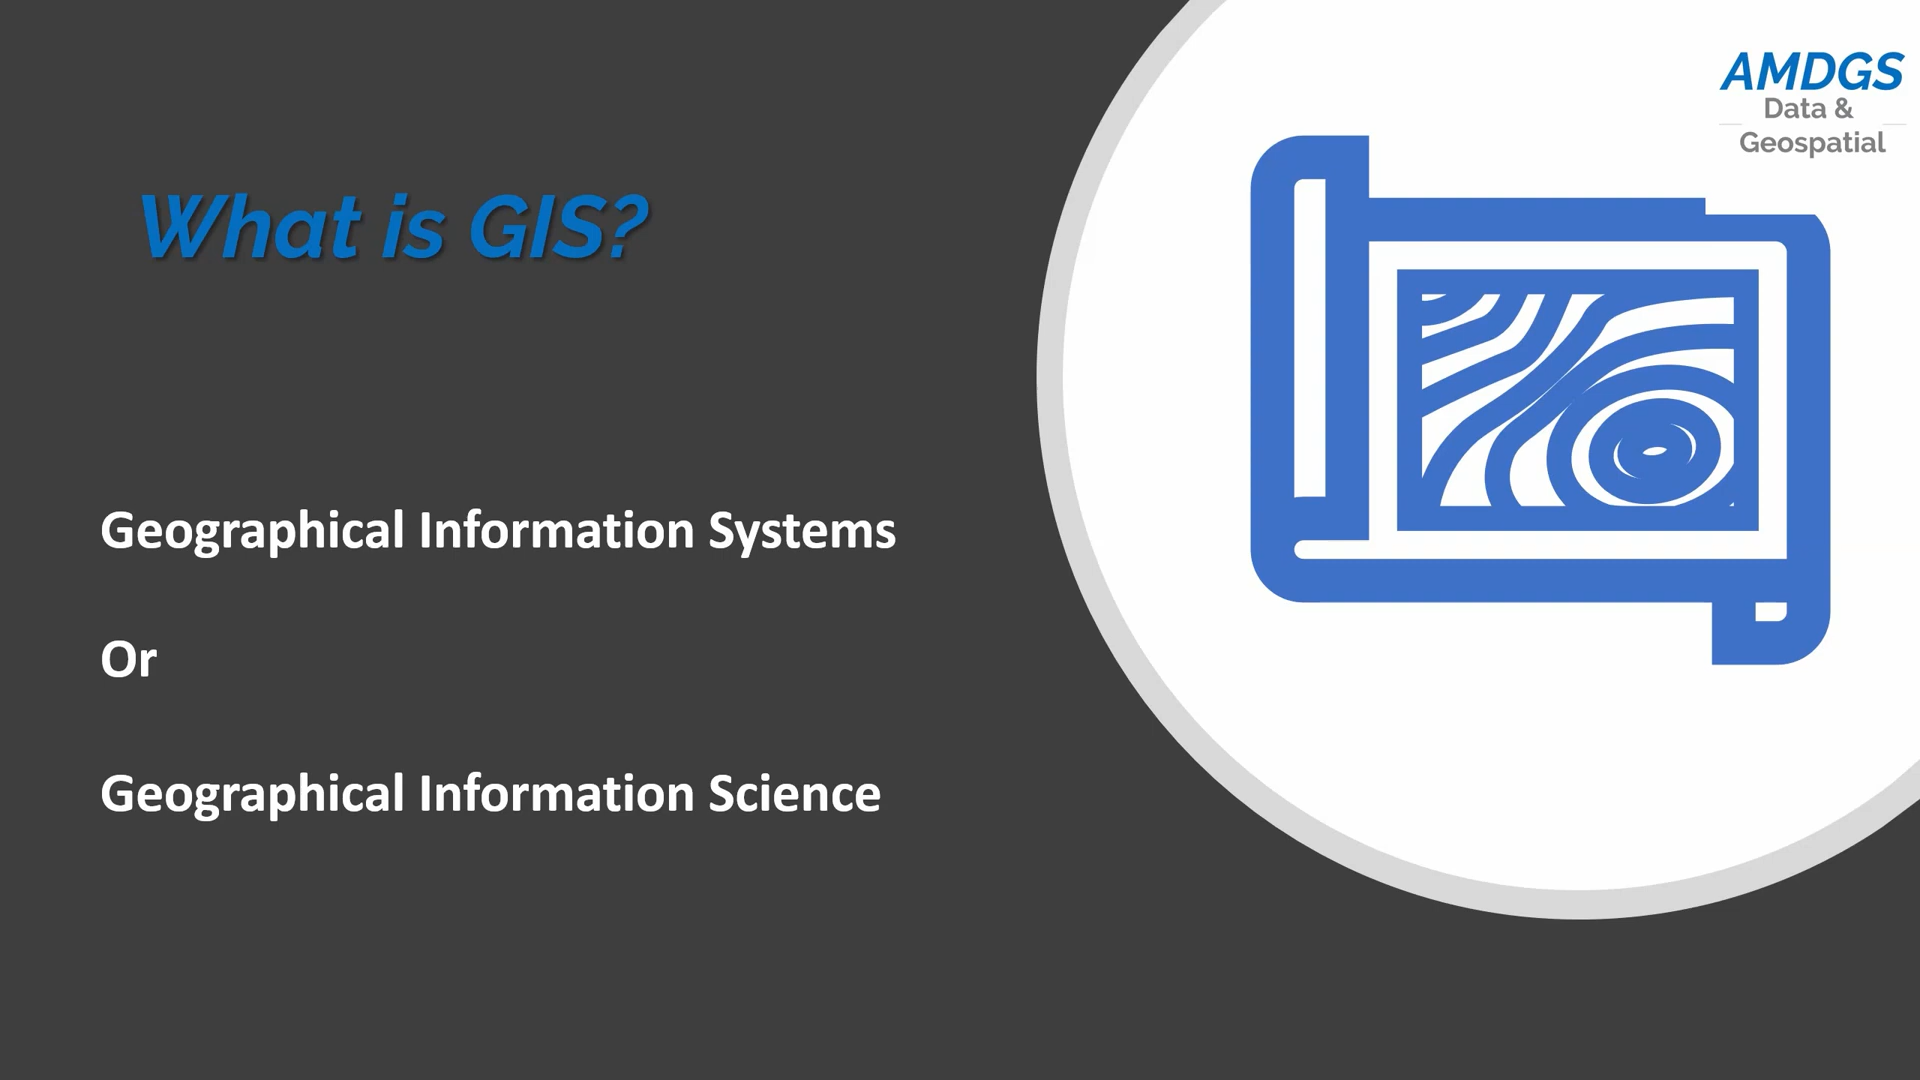 AMDGS
Data &
Geospatial
What is GIS?
Geographical Information Systems
Or
Geographical Information Science